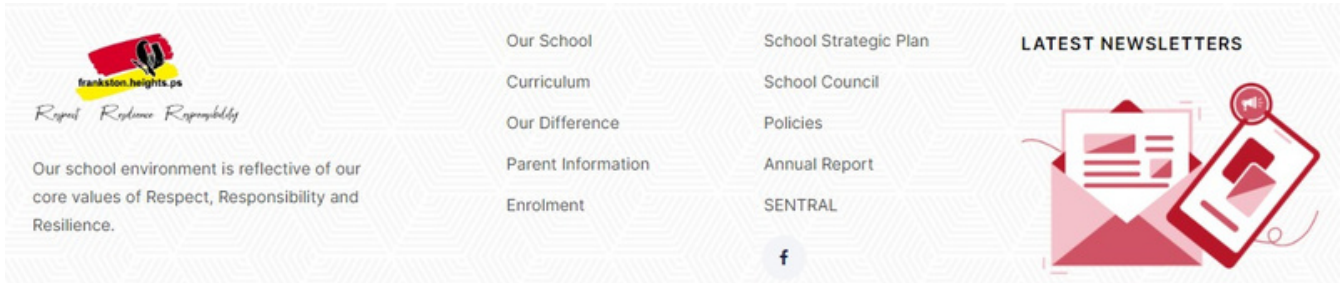 frankston.heights.ps
Respect Resilience Responsibility
Our school environment is reflective of our
core values of Respect, Responsibility and
Resilience.
Our School
Curriculum
Our Difference
Parent Information
Enrolment
School Strategic Plan
School Council
Policies
Annual Report
SENTRAL
f
LATEST NEWSLETTERS